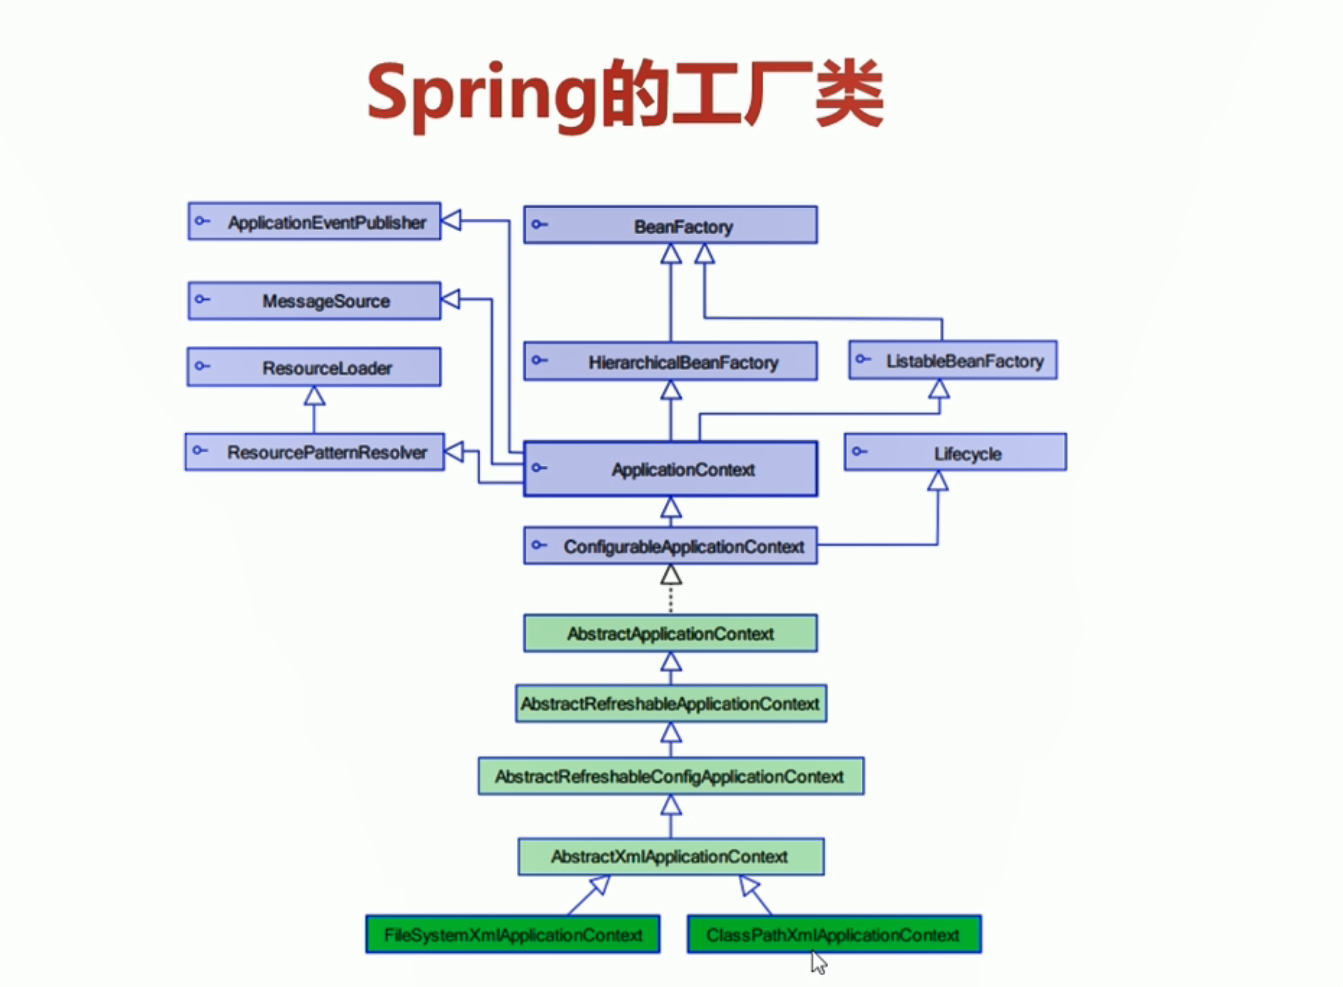 Spring的工厂类
ApplicationEventPublisher
BeanFactory
MessageSource
ResourceLoader
HierarchicalBeanFactory
ListableBeanFactory
ResourcePatternResolver
ApplicationContext
Lifecycle
ConfigurableApplicationContext
AbstractApplicationContext
AbstractRefreshableApplicationContext
AbstractRefreshableConfigApplicationContext
AbstractXmlApplicationContext
FileSystemXmlApplicationContext
ClassPathXmlApplicationContext